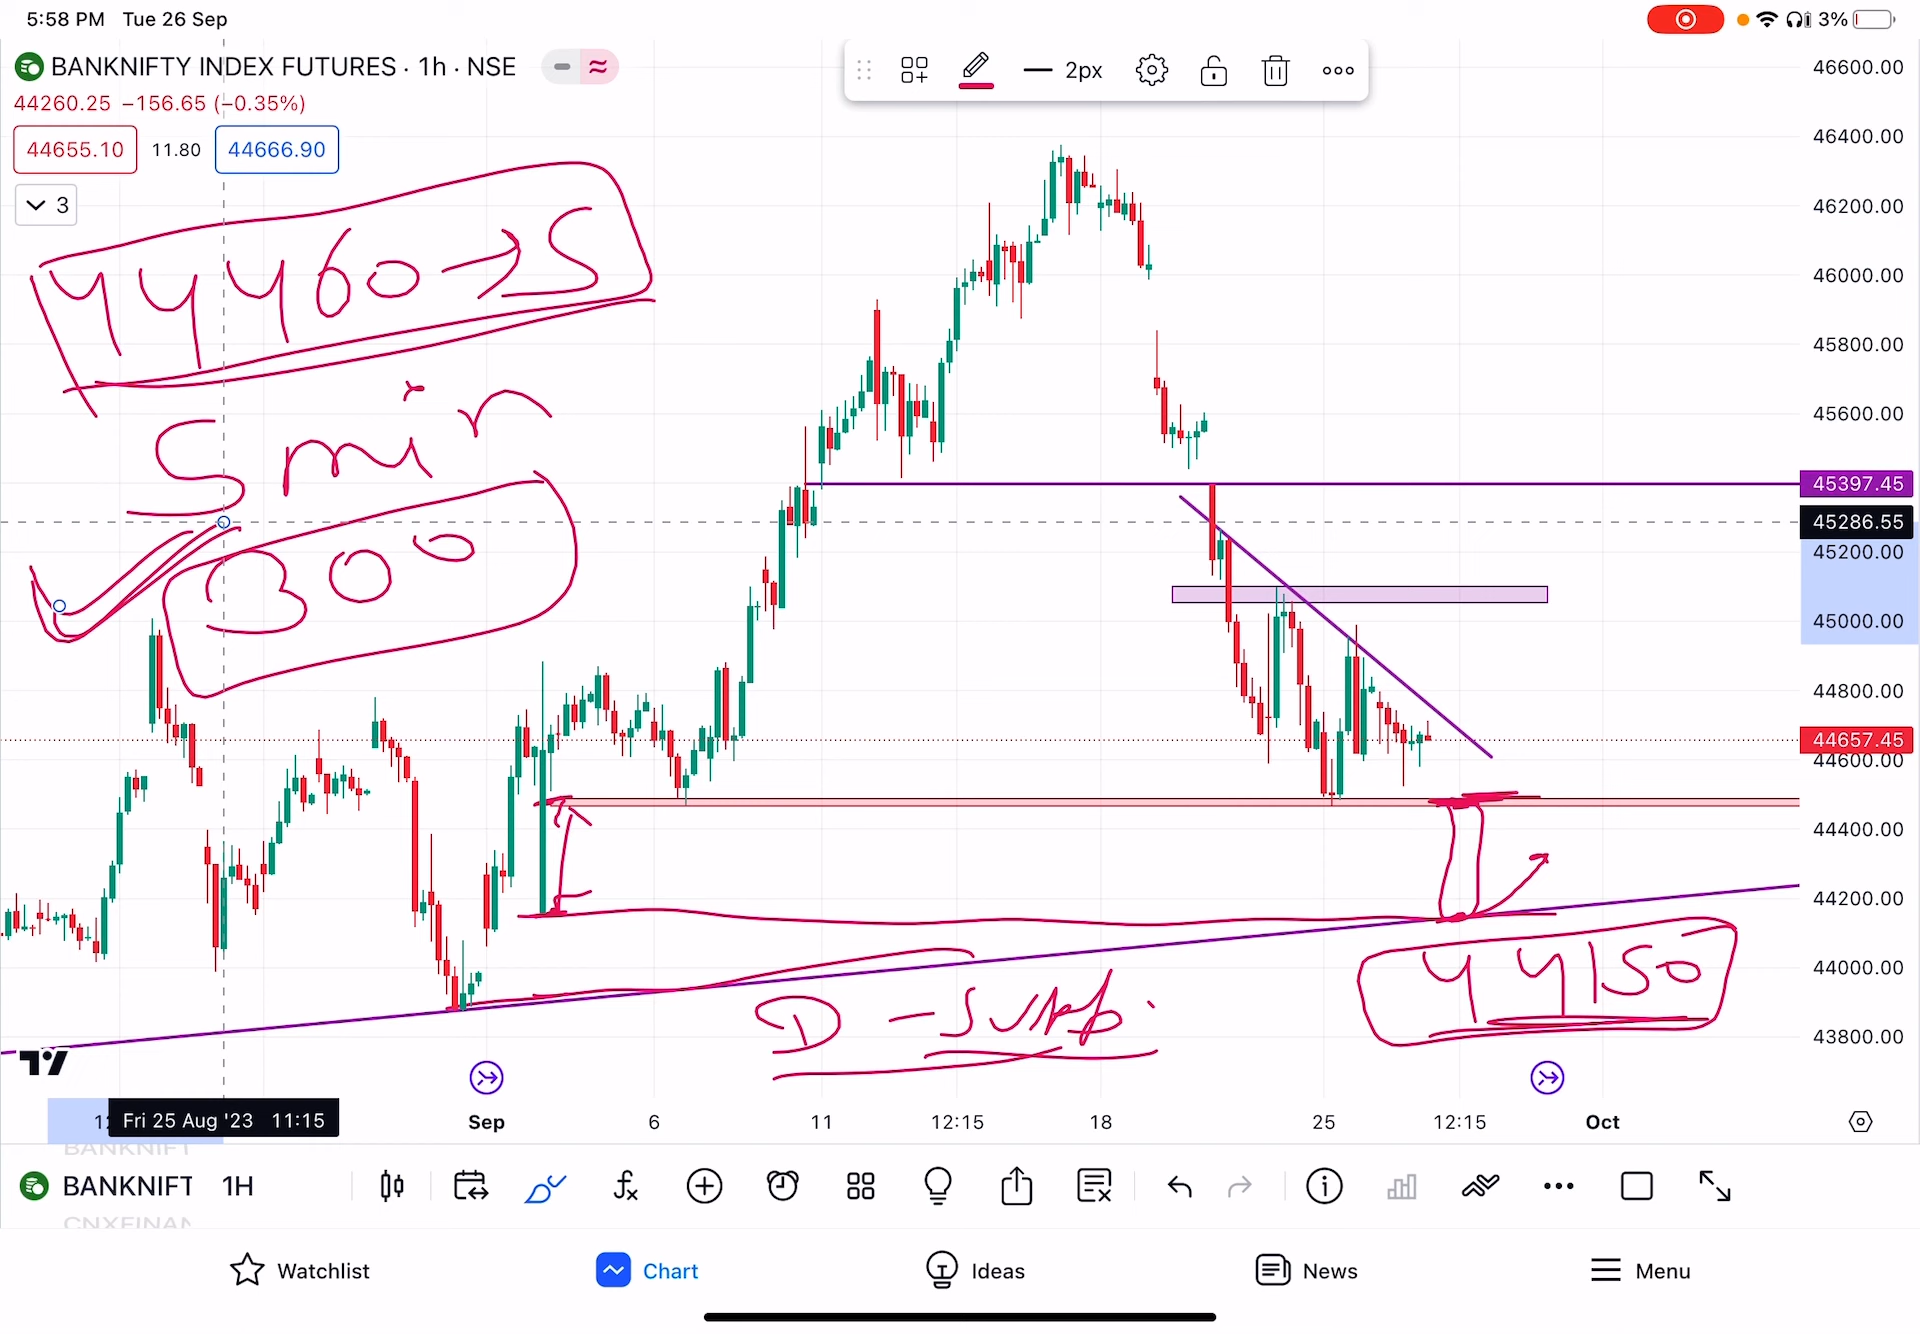 5:58 PM Tue 26 Sep
3%
BANKNIFTY INDEX FUTURES · 1h · NSE
44260.25 −156.65 (−0.35%)
44655.10 11.80 44666.90
3
2px
44460→25
5 min
300
D - Supp
44150
46600.00
46400.00
46200.00
46000.00
45800.00
45600.00
45397.45
45286.55
45200.00
45000.00
44800.00
44657.45
44600.00
44400.00
44200.00
44000.00
43800.00
Fri 25 Aug '23 11:15
Sep 6 11 12:15 18 25 12:15 Oct
BANKNIFT 1H
Watchlist Chart Ideas News Menu